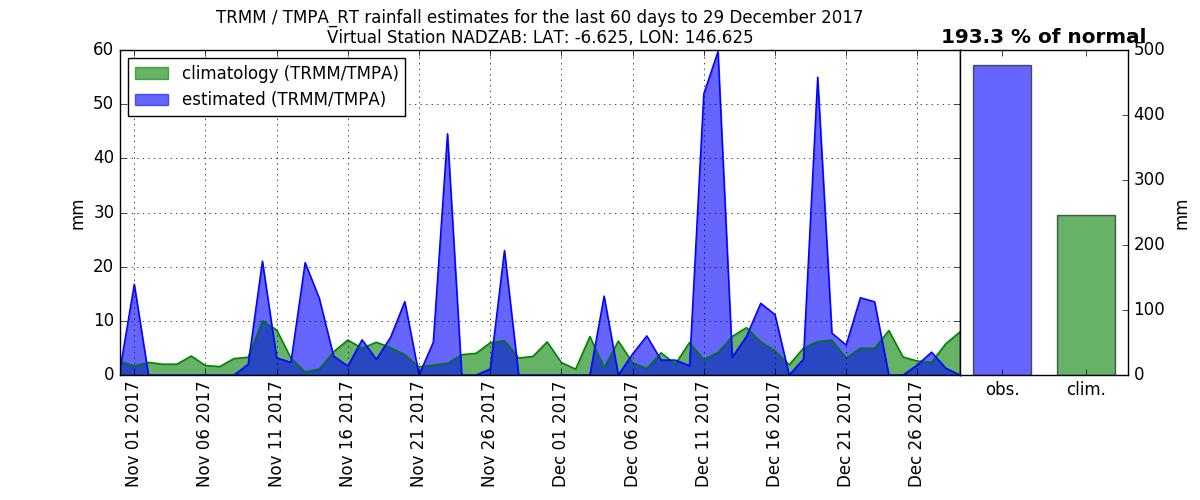 TRMM / TMPA_RT rainfall estimates for the last 60 days to 29 December 2017
Virtual Station NADZAB: LAT: -6.625, LON: 146.625
193.3 % of normal
climatology (TRMM/TMPA)
estimated (TRMM/TMPA)
60
50
40
30
20
10
0
mm
Nov 01 2017
Nov 06 2017
Nov 11 2017
Nov 16 2017
Nov 21 2017
Nov 26 2017
Dec 01 2017
Dec 06 2017
Dec 11 2017
Dec 16 2017
Dec 21 2017
Dec 26 2017
obs.
clim.
500
400
300
200
100
0
mm